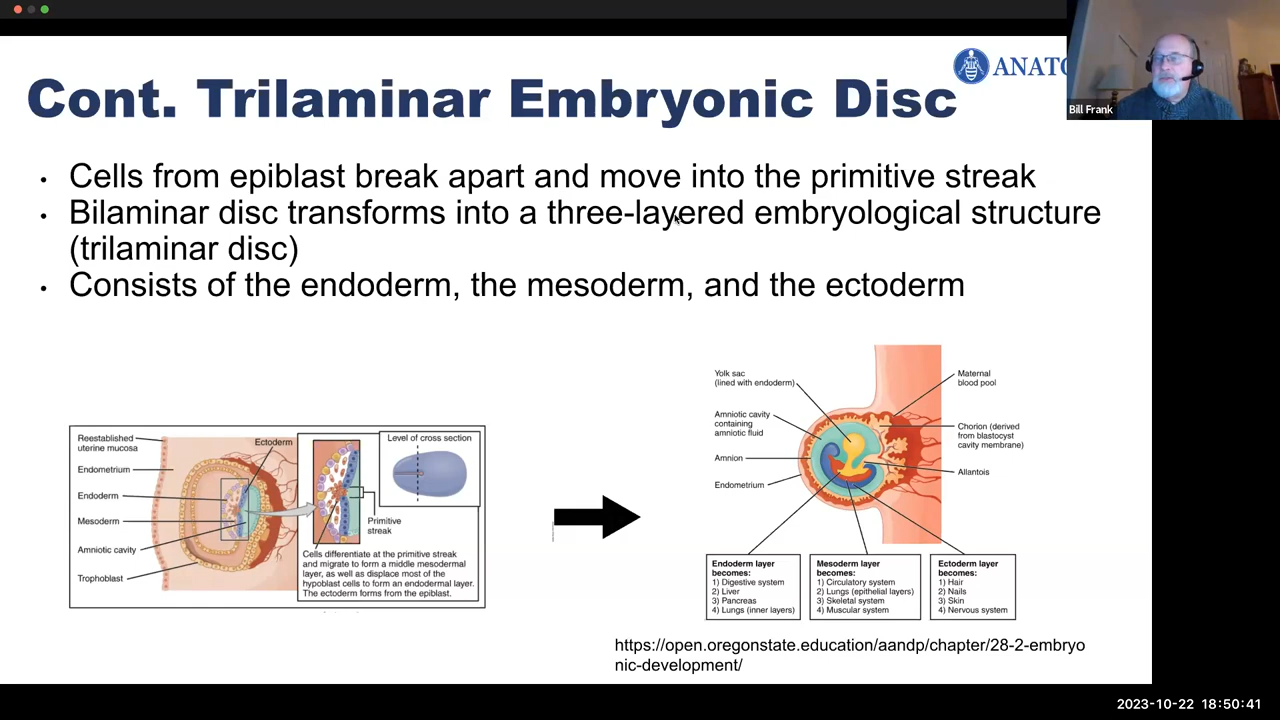 Cont. Trilaminar Embryonic Disc
Bill Frank
• Cells from epiblast break apart and move into the primitive streak
• Bilaminar disc transforms into a three-layered embryological structure
(trilaminar disc)
• Consists of the endoderm, the mesoderm, and the ectoderm
Reestablished
uterine mucosa
Endometrium
Endoderm
Mesoderm
Amniotic cavity
Trophoblast
Ectoderm
Level of cross section
Primitive
streak
Cells differentiate at the primitive streak
and migrate to form a middle mesodermal
layer, as well as displace most of the
hypoblast cells to form an endodermal layer.
The ectoderm forms from the epiblast.
Yolk sac
(lined with endoderm)
Amniotic cavity
containing
amniotic fluid
Amnion
Endometrium
Maternal
blood pool
Chorion (derived
from blastocyst
cavity membrane)
Allantois
Endoderm layer
becomes:
1) Digestive system
2) Liver
3) Pancreas
4) Lungs (inner layers)
Mesoderm layer
becomes:
1) Circulatory system
2) Lungs (epithelial layers)
3) Skeletal system
4) Muscular system
Ectoderm layer
becomes:
1) Hair
2) Nails
3) Skin
4) Nervous system
https://open.oregonstate.education/aandp/chapter/28-2-embryo
nic-development/
2023-10-22 18:50:41